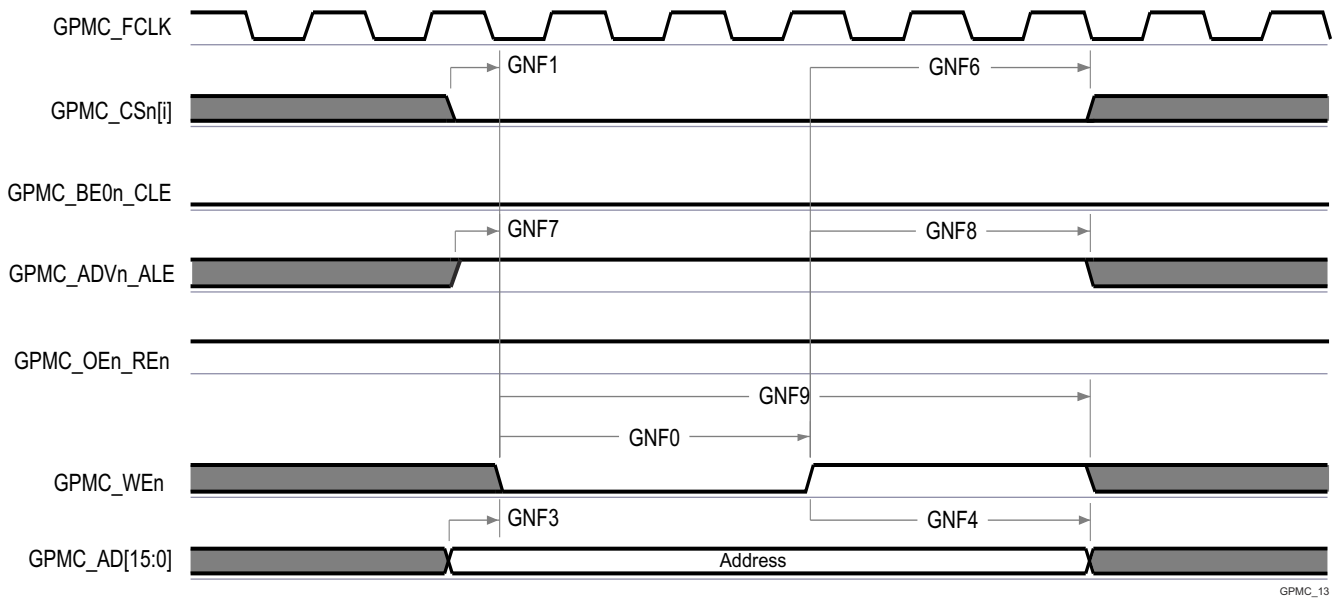 GPMC_FCLK
GNF1
GNF6
GPMC_CSn[i]
GPMC_BE0n_CLE
GNF7
GNF8
GPMC_ADVn_ALE
GPMC_OEn_REn
GNF9
GNF0
GPMC_WEn
GNF3
GNF4
GPMC_AD[15:0]
Address
GPMC_13